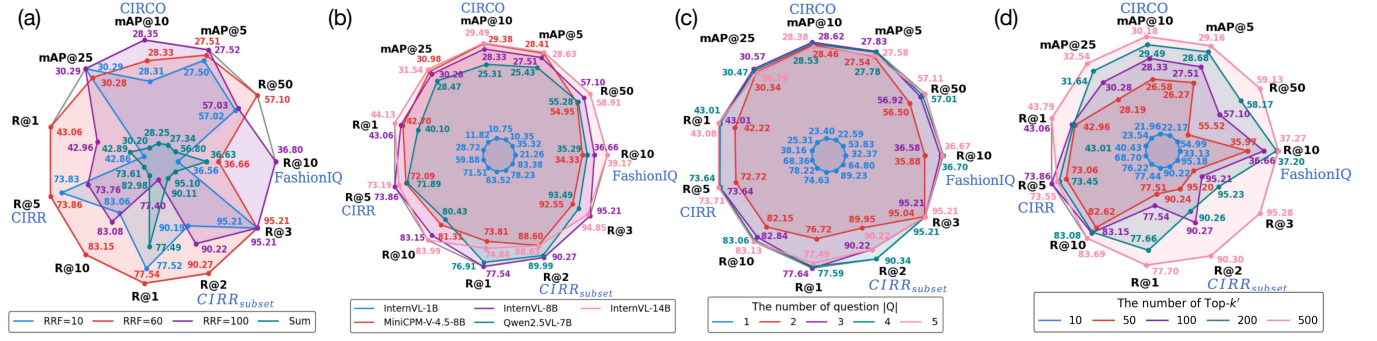 (a)
CIRCO
mAP@10
28.35
mAP@5
27.51
27.52
mAP@25
28.33
30.29
30.29
28.31
27.50
30.28
R@50
57.10
R@1
43.06
57.03
57.02
42.96
30.20
28.25
27.34
42.89
56.80
42.86
36.63
36.66
36.80
R@10
FashionIQ
36.56
73.61
82.98
95.10
90.11
R@5
CIRR
73.83
73.86
73.76
83.06
77.40
83.08
90.19
95.21
95.21
R@3
95.21
83.15
77.49
90.22
R@10
77.52
77.54
90.27
R@1
R@2
CIRR_subset
RRF=10
RRF=60
RRF=100
Sum
(b)
CIRCO
mAP@10
29.49
29.38
mAP@5
28.41
28.63
mAP@25
30.98
31.54
28.33
27.51
30.28
25.31
25.43
28.47
57.10
R@50
58.91
44.13
R@1
43.06
42.70
40.10
55.28
54.95
11.82
10.75
10.35
28.72
35.32
59.88
21.26
71.51
83.38
63.52
78.23
35.29
34.33
36.66
R@10
39.17
FashionIQ
73.19
R@5
73.86
CIRR
72.09
71.89
93.49
92.55
80.43
95.21
94.85
R@3
83.15
81.31
73.81
88.60
R@10
83.99
74.84
88.65
76.91
77.54
90.27
89.99
R@1
R@2
CIRR_subset
InternVL-1B
MiniCPM-V-4.5-8B
InternVL-8B
Qwen2.5VL-7B
InternVL-14B
(c)
CIRCO
mAP@10
28.38
28.62
mAP@5
27.83
27.58
mAP@25
30.57
28.46
28.53
27.54
27.78
30.47
30.34
57.11
R@50
57.01
56.92
56.50
43.01
R@1
43.01
43.08
42.22
23.40
22.59
25.31
53.83
38.16
32.37
68.36
64.80
78.22
89.23
74.63
36.58
35.88
36.67
R@10
36.70
FashionIQ
73.64
R@5
73.64
73.71
CIRR
72.72
82.15
76.72
89.95
95.21
95.04
95.21
R@3
95.21
83.06
82.84
83.13
R@10
77.49
90.22
90.22
77.64
77.59
90.34
R@1
R@2
CIRR_subset
The number of question |Q|
1
2
3
4
5
(d)
CIRCO
mAP@10
30.18
mAP@5
29.16
mAP@25
32.54
29.49
28.68
31.64
28.33
27.51
30.28
26.58
26.27
28.19
R@50
59.13
58.17
57.10
55.52
R@1
43.79
43.06
42.96
43.01
21.96
22.17
23.54
54.99
40.43
33.13
68.70
95.18
76.22
90.22
77.44
35.97
36.66
37.27
R@10
37.20
FashionIQ
73.86
R@5
73.55
CIRR
73.06
73.45
77.51
95.20
95.21
95.23
90.24
82.62
83.15
77.54
90.26
90.27
95.28
R@3
83.08
R@10
83.69
77.66
77.70
90.30
R@1
R@2
CIRR_subset
The number of Top-k′
10
50
100
200
500